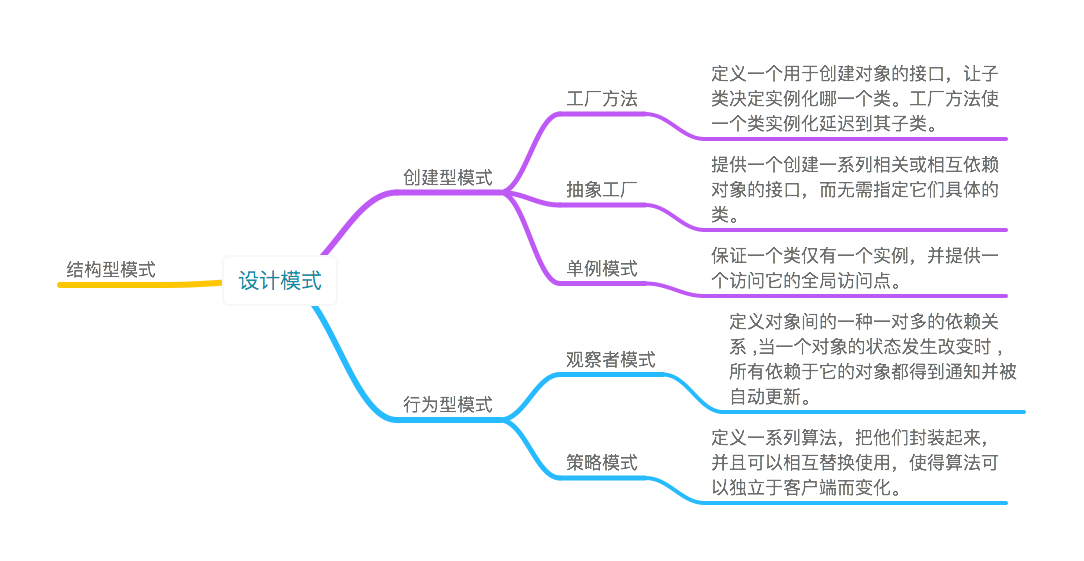 设计模式
创建型模式
工厂方法
定义一个用于创建对象的接口，让子
类决定实例化哪一个类。工厂方法使
一个类实例化延迟到其子类。
抽象工厂
提供一个创建一系列相关或相互依赖
对象的接口，而无需指定它们具体的
类。
单例模式
保证一个类仅有一个实例，并提供一
个访问它的全局访问点。
行为型模式
观察者模式
定义对象间的一种一对多的依赖关
系 ,当一个对象的状态发生改变时 ,
所有依赖于它的对象都得到通知并被
自动更新。
策略模式
定义一系列算法，把他们封装起来，
并且可以相互替换使用，使得算法可
以独立于客户端而变化。
结构型模式